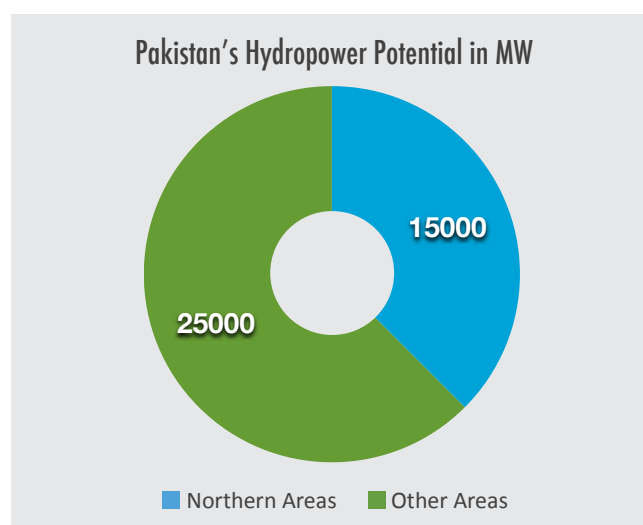 Pakistan's Hydropower Potential in MW
15000
25000
Northern Areas
Other Areas